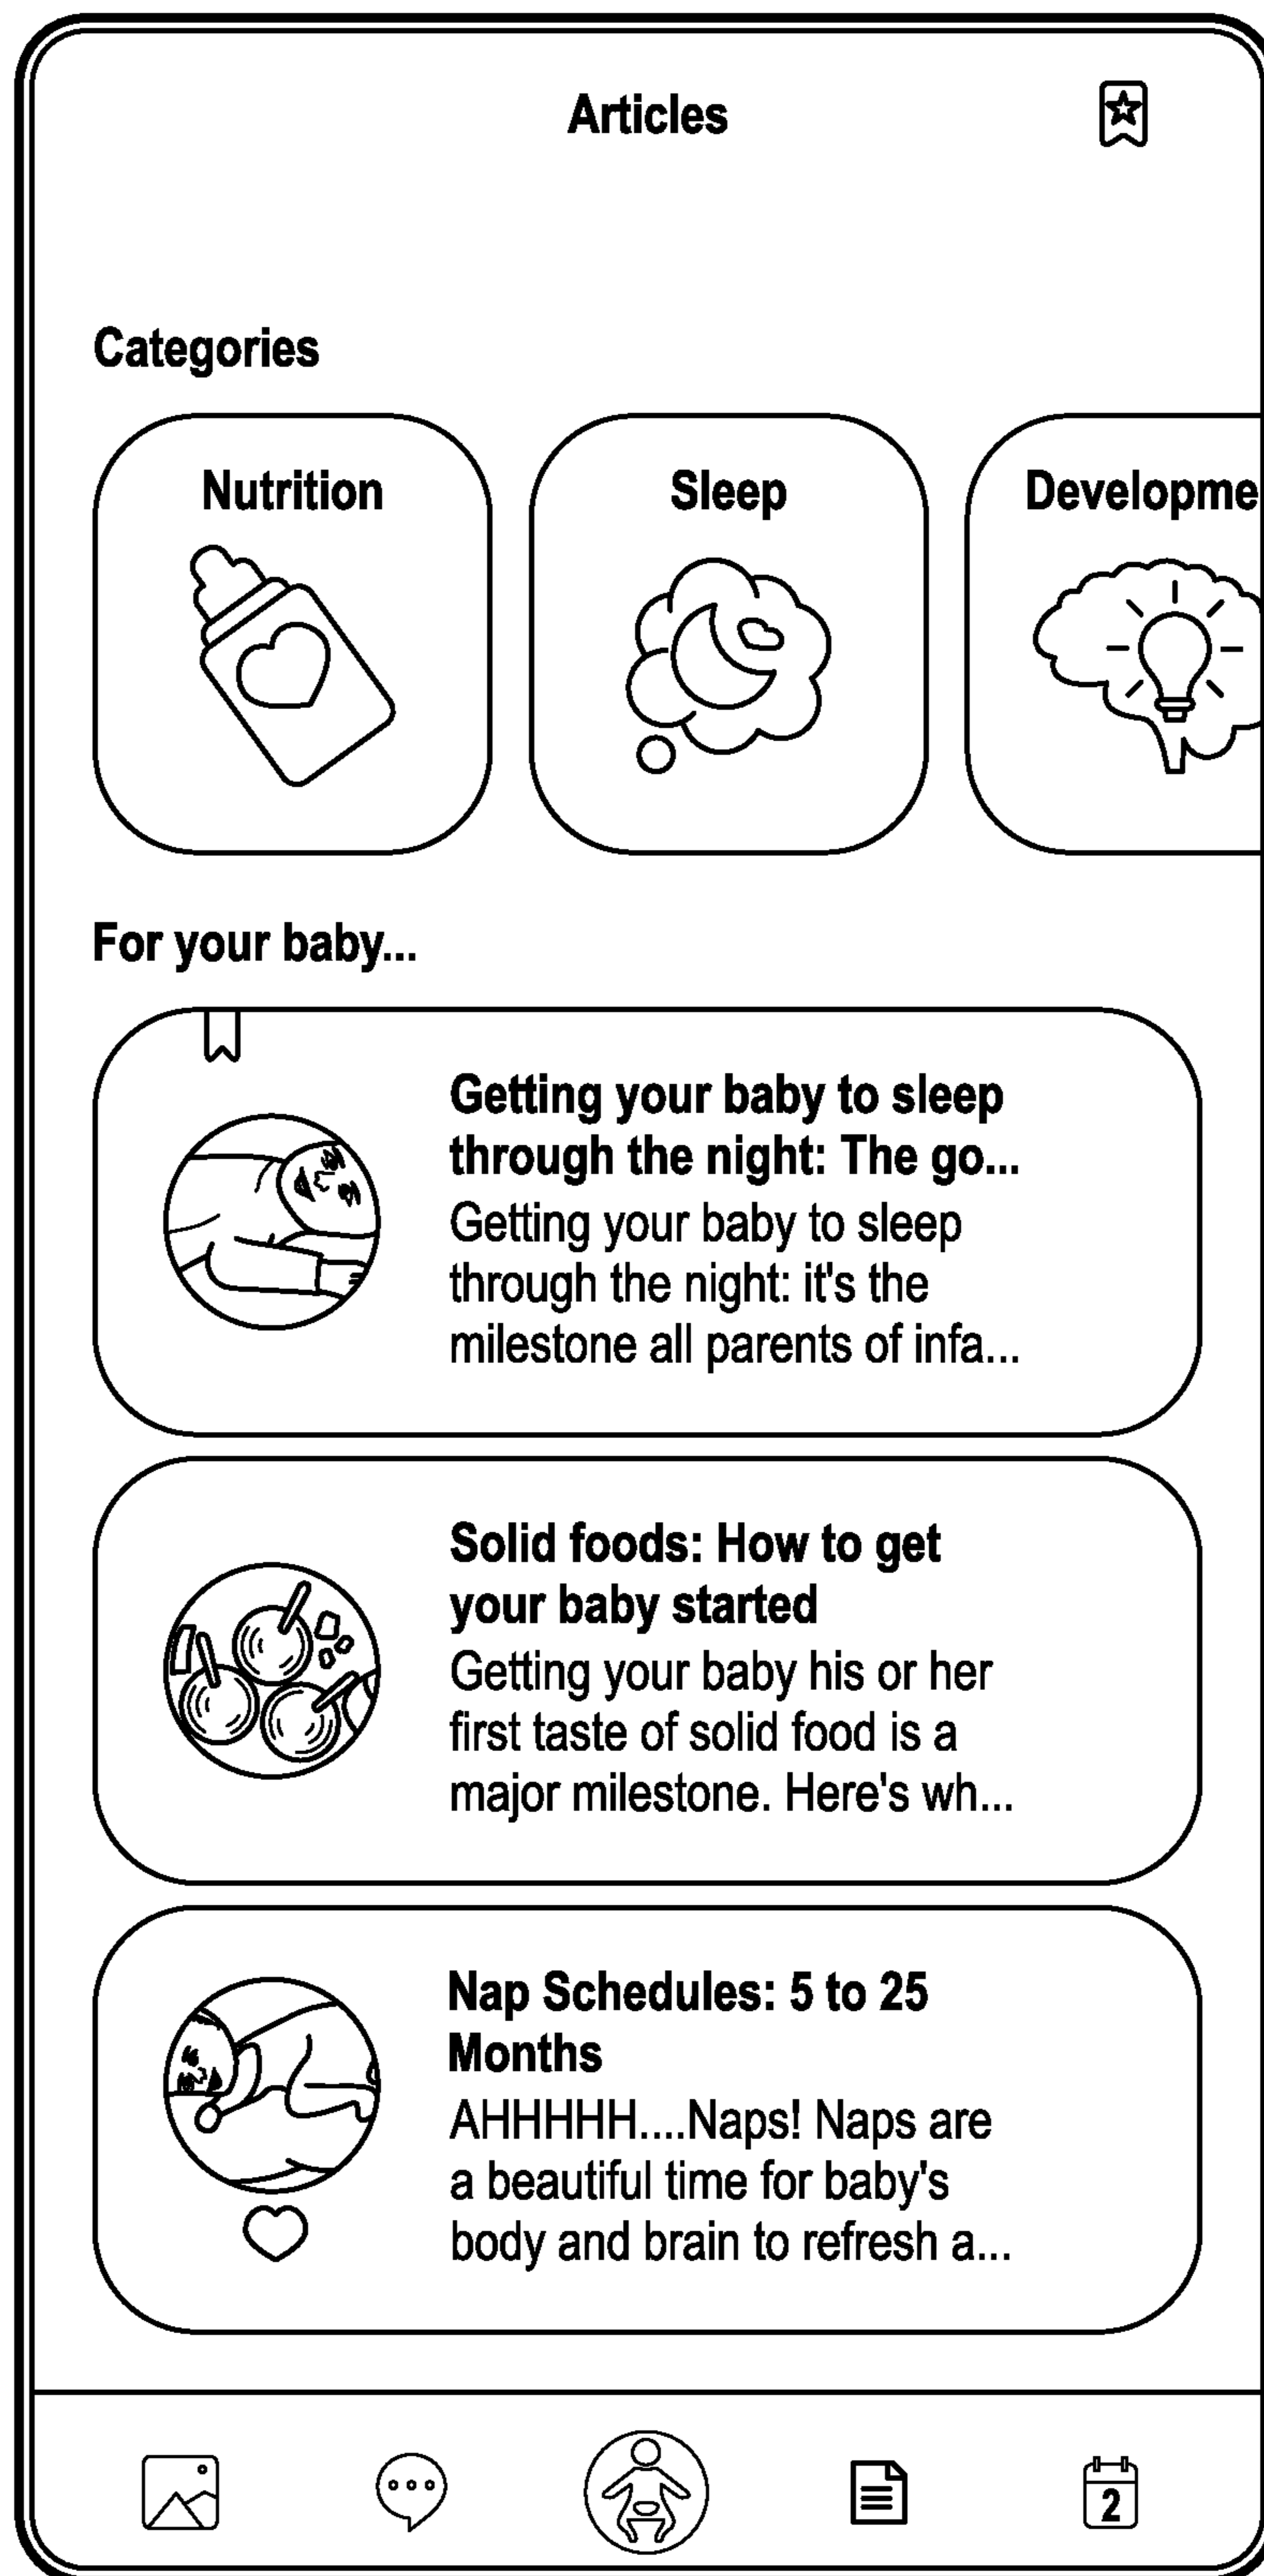 Articles
Categories
Nutrition
Sleep
Developme
For your baby...
Getting your baby to sleep
through the night: The go...
Getting your baby to sleep
through the night: it's the
milestone all parents of infa...
Solid foods: How to get
your baby started
Getting your baby his or her
first taste of solid food is a
major milestone. Here's wh...
Nap Schedules: 5 to 25
Months
AHHHHH....Naps! Naps are
a beautiful time for baby's
body and brain to refresh a...
2